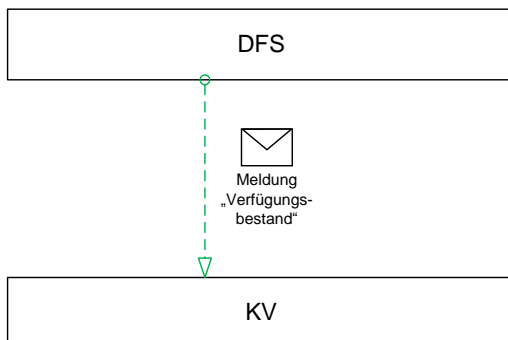 DFS
Meldung
„Verfügungs-
bestand“
KV